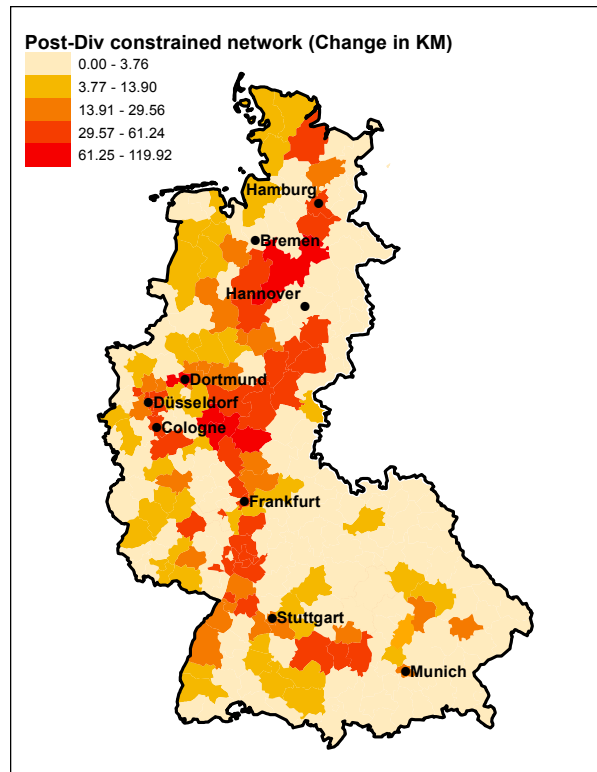 Post-Div constrained network (Change in KM)
0.00 - 3.76
3.77 - 13.90
13.91 - 29.56
29.57 - 61.24
61.25 - 119.92
Hamburg
Bremen
Hannover
Dortmund
Düsseldorf
Cologne
Frankfurt
Stuttgart
Munich